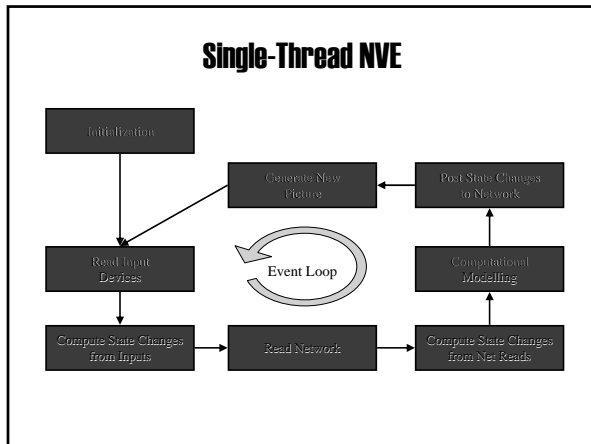 Single-Thread NVE
Initialization
Generate New
Picture
Post State Changes
to Network
Read Input
Devices
Event Loop
Computational
Modelling
Compute State Changes
from Inputs
Read Network
Compute State Changes
from Net Reads